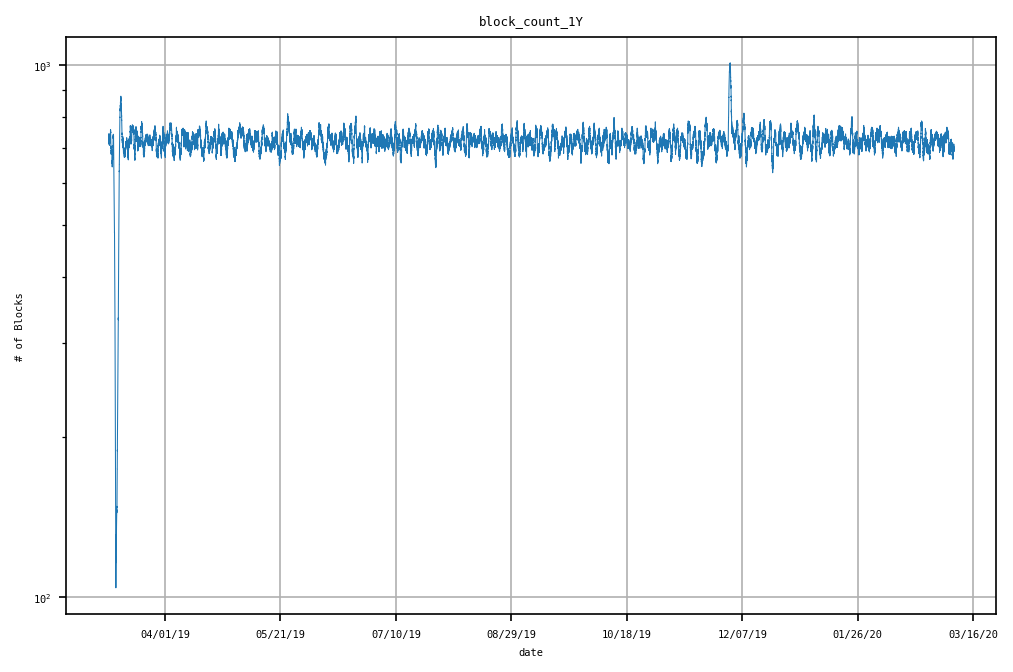 block_count_1Y
10³
10²
# of Blocks
04/01/19 05/21/19 07/10/19 08/29/19 10/18/19 12/07/19 01/26/20 03/16/20
date